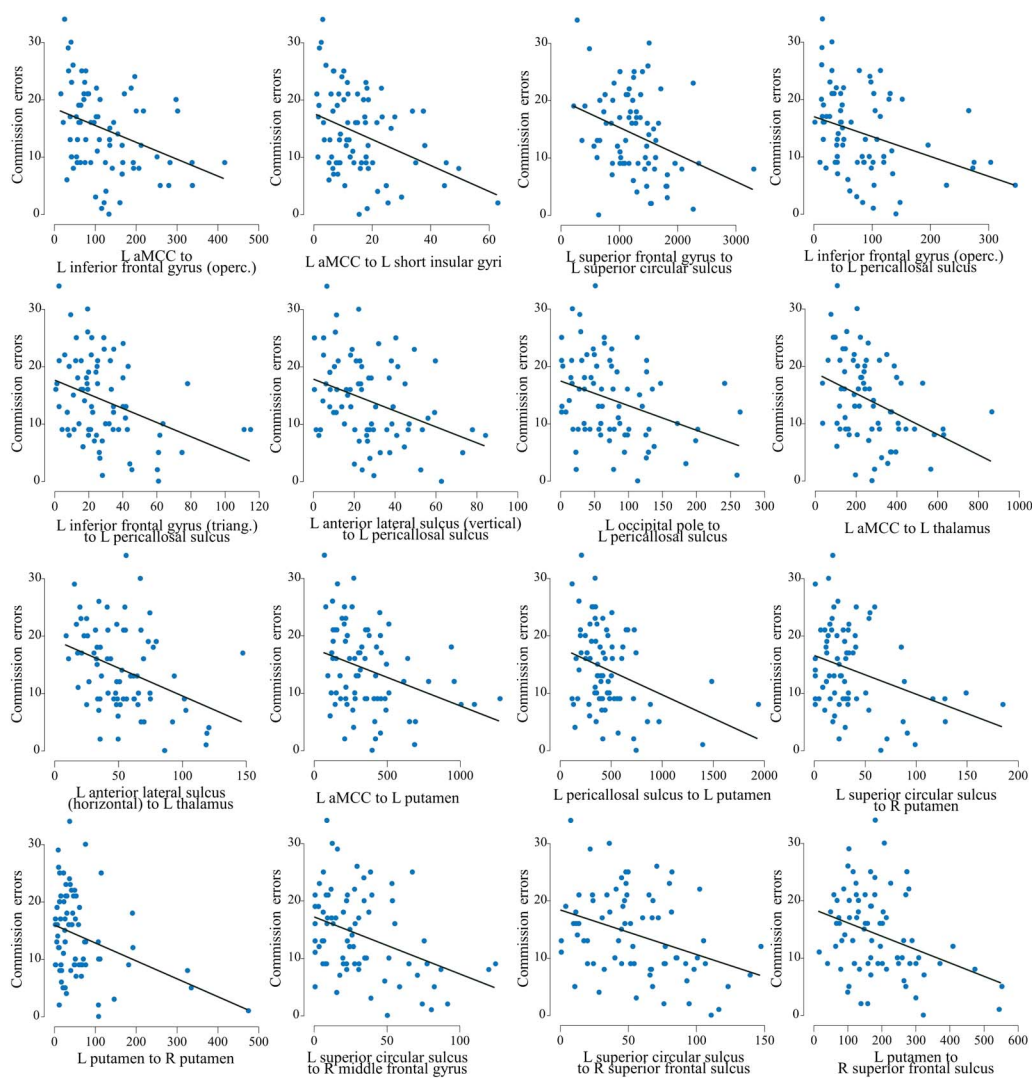 Commission errors
30
20
10
0
0 100 200 300 400 500
L aMCC to
L inferior frontal gyrus (operc.)
Commission errors
30
20
10
0
0 20 40 60
L aMCC to L short insular gyri
Commission errors
30
20
10
0
0 1000 2000 3000
L superior frontal gyrus to
L superior circular sulcus
Commission errors
30
20
10
0
0 100 200 300
L inferior frontal gyrus (operc.)
to L pericallosal sulcus
Commission errors
30
20
10
0
0 20 40 60 80 100 120
L inferior frontal gyrus (triang.)
to L pericallosal sulcus
Commission errors
30
20
10
0
0 20 40 60 80 100
L anterior lateral sulcus (vertical)
to L pericallosal sulcus
Commission errors
30
20
10
0
0 50 100 150 200 250 300
L occipital pole to
L pericallosal sulcus
Commission errors
30
20
10
0
0 200 400 600 800 1000
L aMCC to L thalamus
Commission errors
30
20
10
0
0 50 100 150
L anterior lateral sulcus
(horizontal) to L thalamus
Commission errors
30
20
10
0
0 500 1000
L aMCC to L putamen
Commission errors
30
20
10
0
0 500 1000 1500 2000
L pericallosal sulcus to L putamen
Commission errors
30
20
10
0
0 50 100 150 200
L superior circular sulcus
to R putamen
Commission errors
30
20
10
0
0 100 200 300 400 500
L putamen to R putamen
Commission errors
30
20
10
0
0 50 100
L superior circular sulcus
to R middle frontal gyrus
Commission errors
30
20
10
0
0 50 100 150
L superior circular sulcus
to R superior frontal sulcus
Commission errors
30
20
10
0
0 100 200 300 400 500 600
L putamen to
R superior frontal sulcus